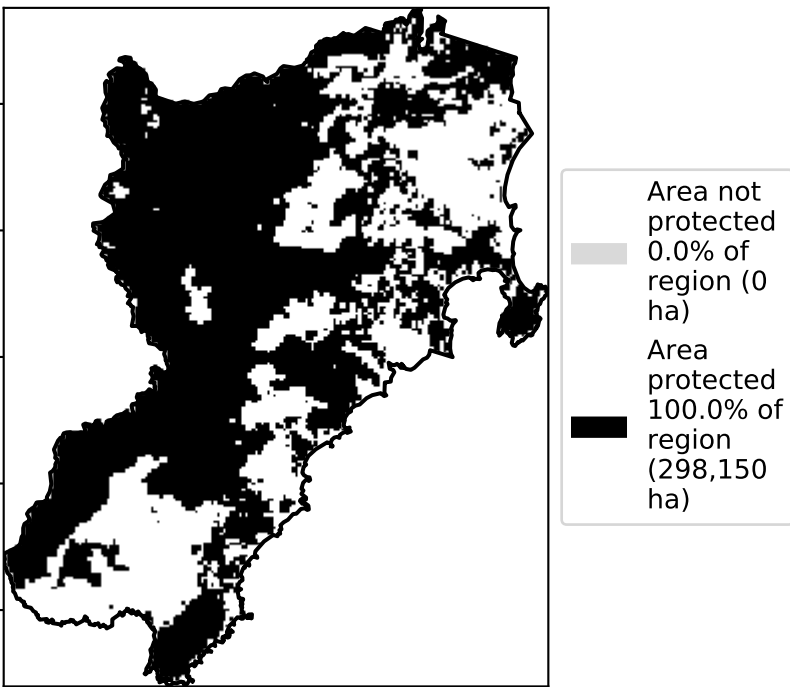 Area not
protected
0.0% of
region (0
ha)
Area
protected
100.0% of
region
(298,150
ha)